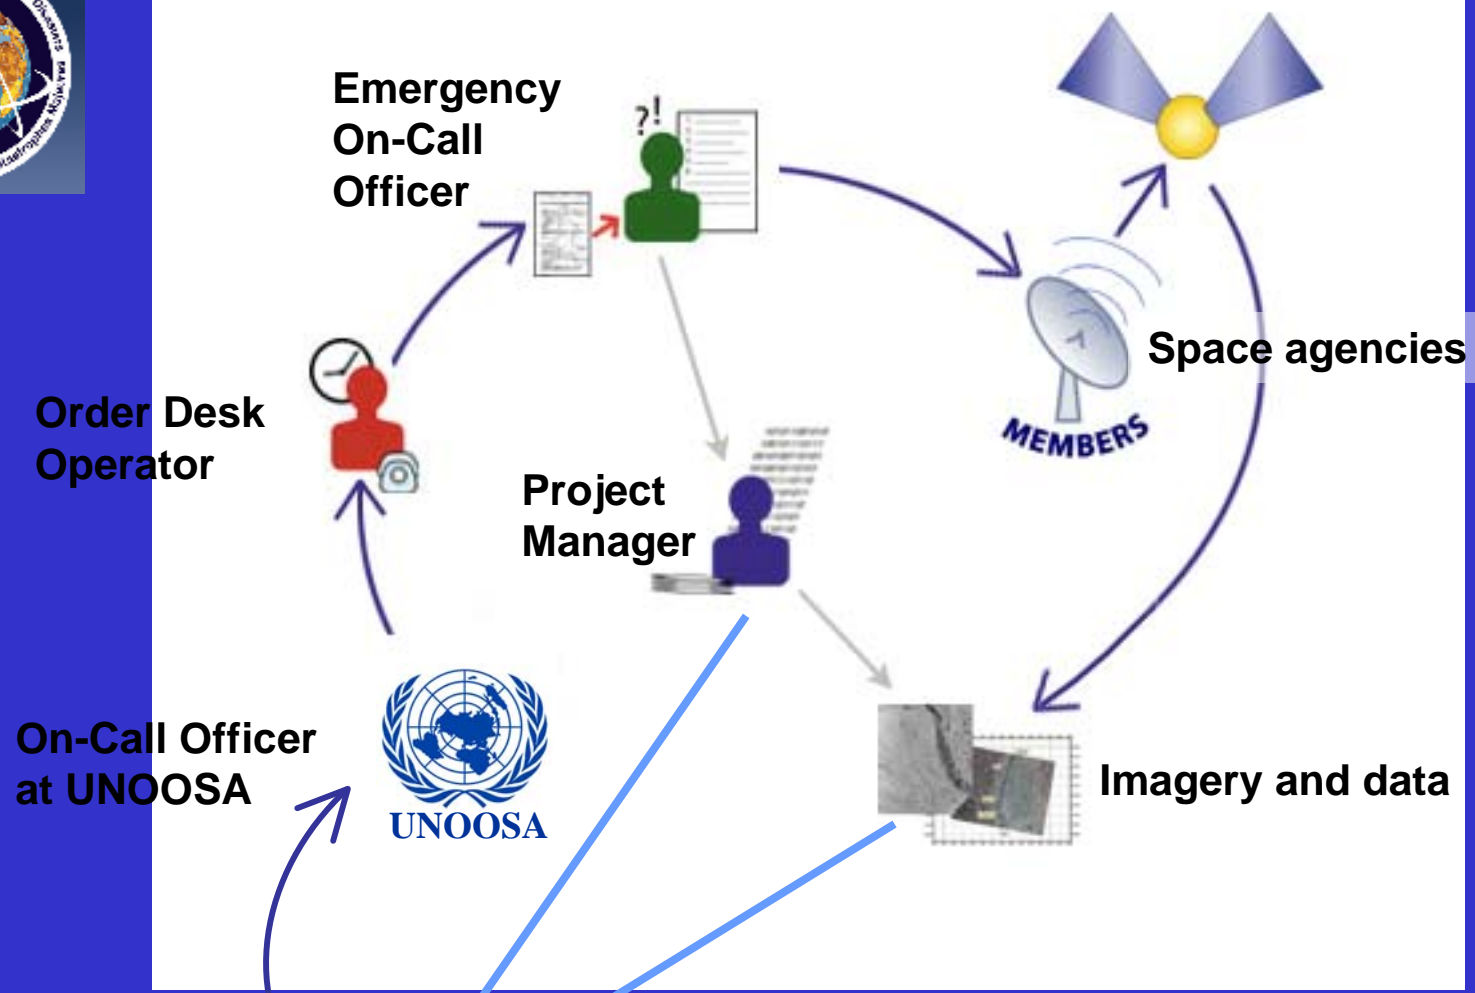 Disasters
Emergency
On-Call
Officer
?!
Space agencies
MEMBERS
Order Desk
Operator
Project
Manager
On-Call Officer
at UNOOSA
UNOOSA
Imagery and data